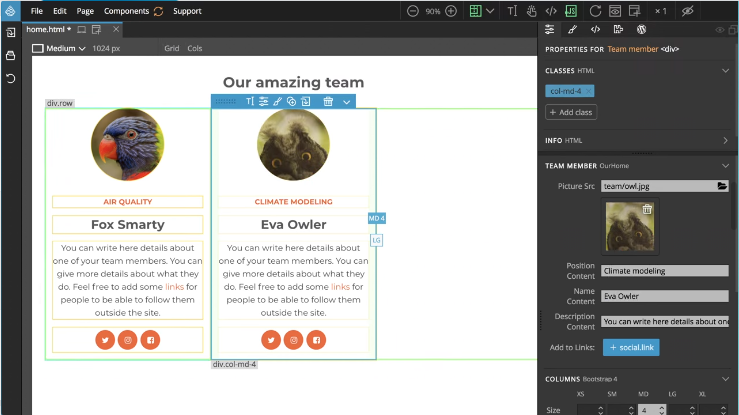 File Edit Page Components Support 90% JS × 1
home.html * ×
Medium 1024 px Grid Cols
Our amazing team
div.row
AIR QUALITY
Fox Smarty
You can write here details about
one of your team members. You can
give more details about what they
do. Feel free to add some links for
people to be able to follow them
outside the site.
CLIMATE MODELING
Eva Owler
You can write here details about
one of your team members. You can
give more details about what they
do. Feel free to add some links for
people to be able to follow them
outside the site.
MD 4
LG
div.col-md-4
PROPERTIES FOR Team member <div>
CLASSES HTML
col-md-4 ×
+ Add class
INFO HTML
TEAM MEMBER OurHome
Picture Src team/owl.jpg
Position
Content
Climate modeling
Name
Content
Eva Owler
Description
Content
You can write here details about one
Add to Links: + social.link
COLUMNS Bootstrap 4
XS SM MD LG XL
Size 4